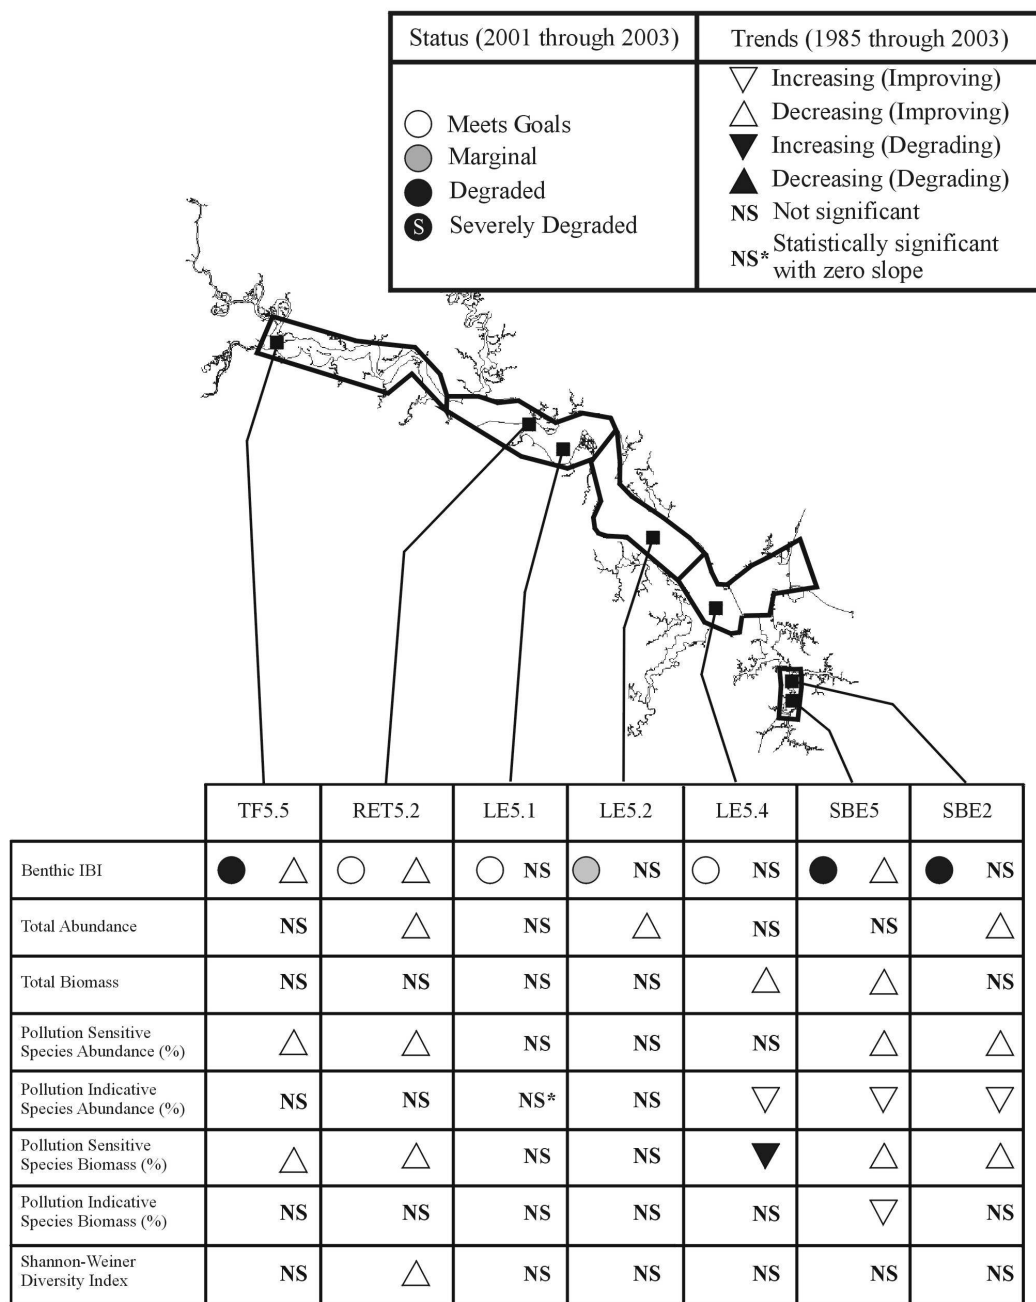 Status (2001 through 2003) Trends (1985 through 2003)
Meets Goals
Marginal
Degraded
S Severely Degraded
Increasing (Improving)
Decreasing (Improving)
Increasing (Degrading)
Decreasing (Degrading)
NS Not significant
NS* Statistically significant
with zero slope
TF5.5 RET5.2 LE5.1 LE5.2 LE5.4 SBE5 SBE2
Benthic IBI NS NS NS NS
Total Abundance NS NS NS NS
Total Biomass NS NS NS NS NS
Pollution Sensitive
Species Abundance (%) NS NS NS
Pollution Indicative
Species Abundance (%) NS NS NS* NS
Pollution Sensitive
Species Biomass (%) NS NS
Pollution Indicative
Species Biomass (%) NS NS NS NS NS NS
Shannon-Weiner
Diversity Index NS NS NS NS NS NS